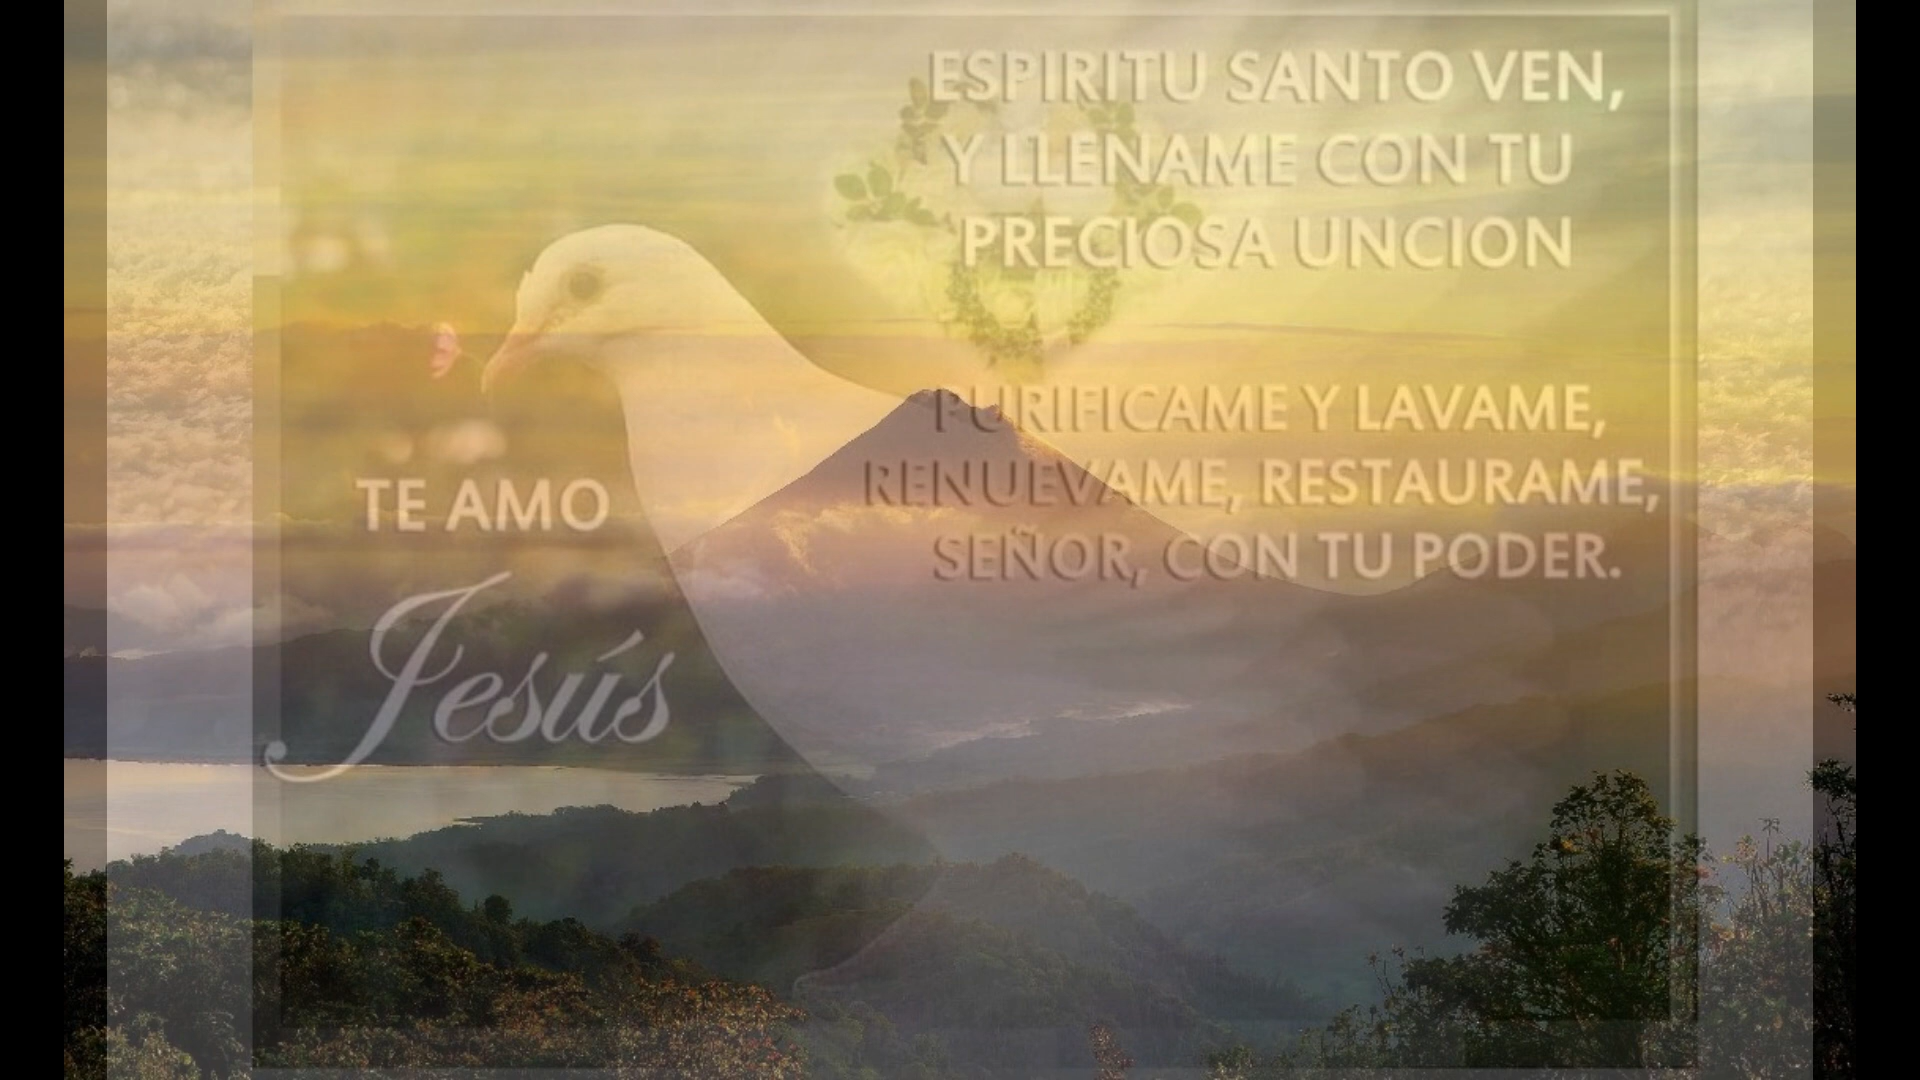 ESPIRITU SANTO VEN,
Y LLENAME CON TU
PRECIOSA UNCION
PURIFICAME Y LAVAME,
RENUEVAME, RESTAURAME,
SEÑOR, CON TU PODER.
TE AMO
Jesús